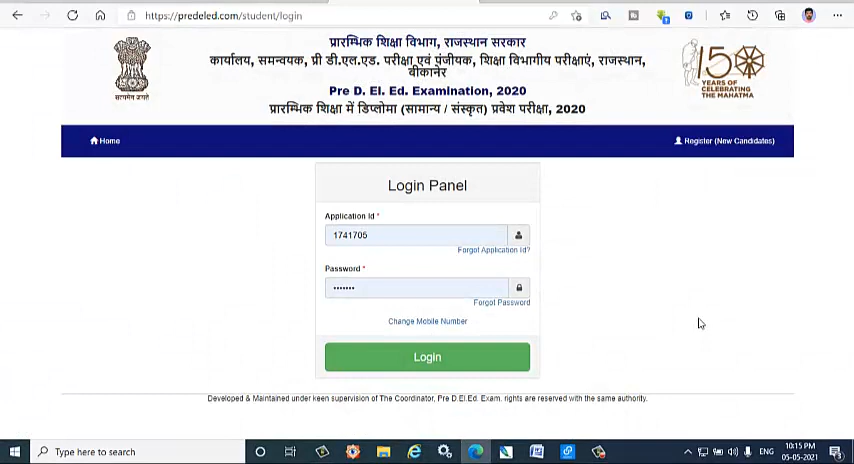 https://predeled.com/student/login
प्रारम्भिक शिक्षा विभाग, राजस्थान सरकार
कार्यालय, समन्वयक, प्री डी.एल.एड. परीक्षा एवं पंजीयक, शिक्षा विभागीय परीक्षाएं, राजस्थान,
बीकानेर
Pre D. El. Ed. Examination, 2020
प्रारम्भिक शिक्षा में डिप्लोमा (सामान्य / संस्कृत) प्रवेश परीक्षा, 2020
सत्यमेव जयते
150
YEARS OF
CELEBRATING
THE MAHATMA
Home
Register (New Candidates)
Login Panel
Application Id *
1741705
Forgot Application Id?
Password *
•••••••
Forgot Password
Change Mobile Number
Login
Developed & Maintained under keen supervision of The Coordinator, Pre D.El.Ed. Exam. rights are reserved with the same authority.
Type here to search
ENG
10:15 PM
05-05-2021